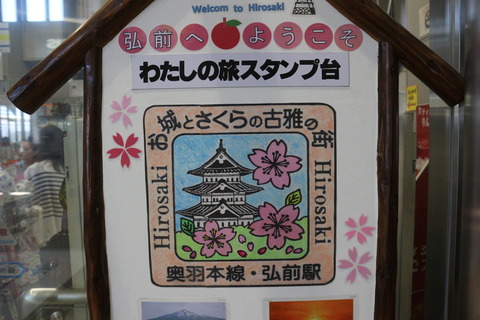 Welcome to Hirosaki
弘前へようこそ
わたしの旅スタンプ台
お城とさくらの古雅の街
Hirosaki
Hirosaki
奥羽本線・弘前駅